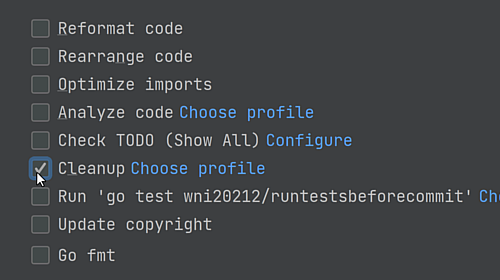 Reformat code
Rearrange code
Optimize imports
Analyze code Choose profile
Check TODO (Show All) Configure
Cleanup Choose profile
Run 'go test wni20212/runtestsbeforecommit'
Update copyright
Go fmt